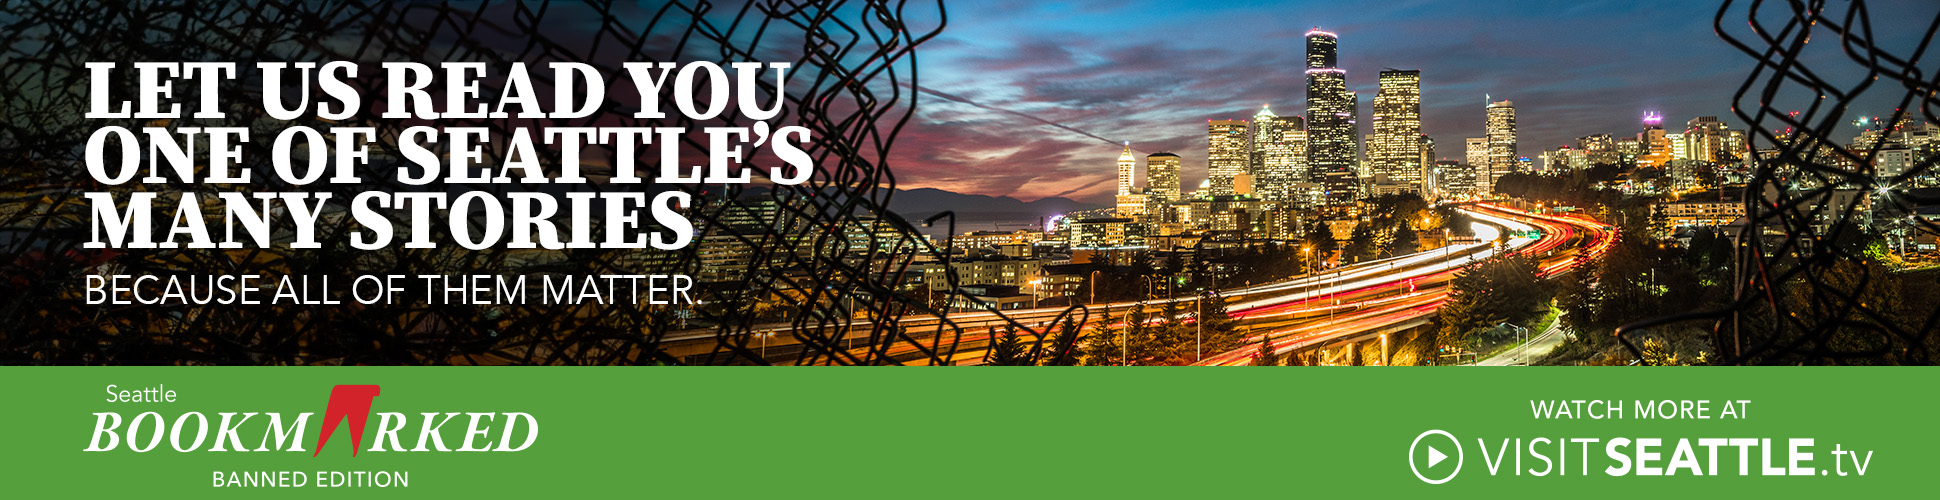 LET US READ YOU
ONE OF SEATTLE'S
MANY STORIES
BECAUSE ALL OF THEM MATTER.
Seattle
BOOKMARKED
BANNED EDITION
WATCH MORE AT
VISITSEATTLE.tv